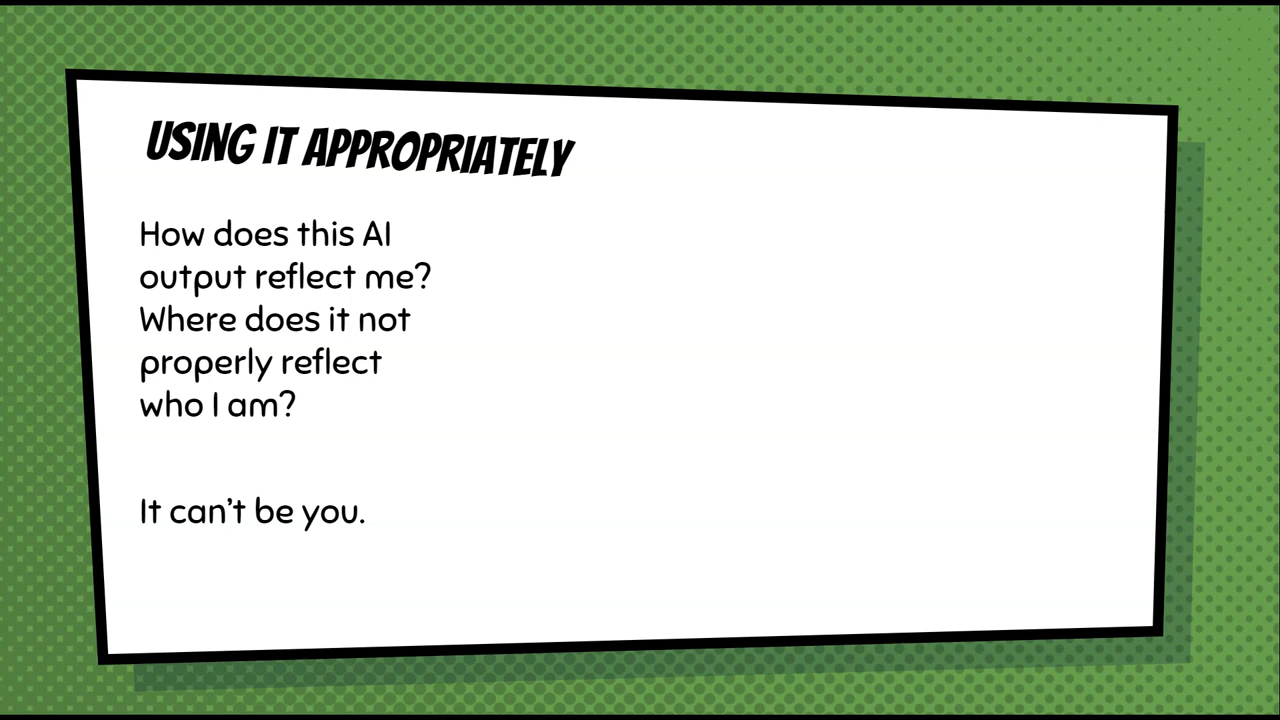 USING IT APPROPRIATELY
How does this AI
output reflect me?
Where does it not
properly reflect
who I am?
It can’t be you.